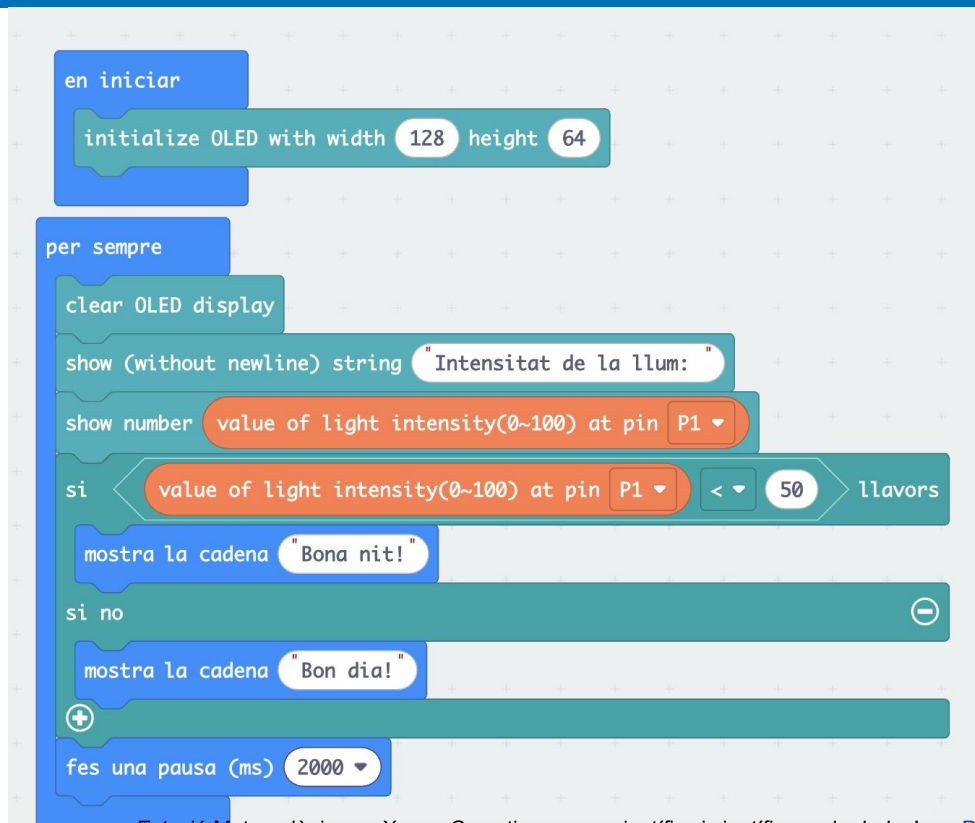 en iniciar
initialize OLED with width 128 height 64
per sempre
clear OLED display
show (without newline) string "Intensitat de la llum: "
show number value of light intensity(0~100) at pin P1
si value of light intensity(0~100) at pin P1 < 50 llavors
mostra la cadena "Bona nit!"
si no
mostra la cadena "Bon dia!"
fes una pausa (ms) 2000